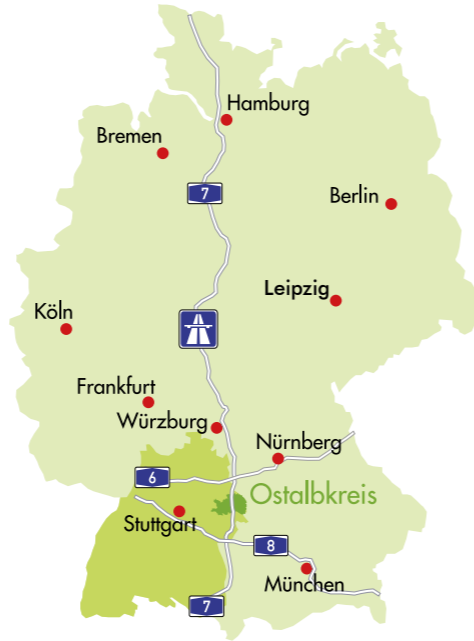 Hamburg
Bremen
7
Berlin
Leipzig
Köln
Frankfurt
Würzburg
Nürnberg
6
Ostalbkreis
Stuttgart
8
München
7